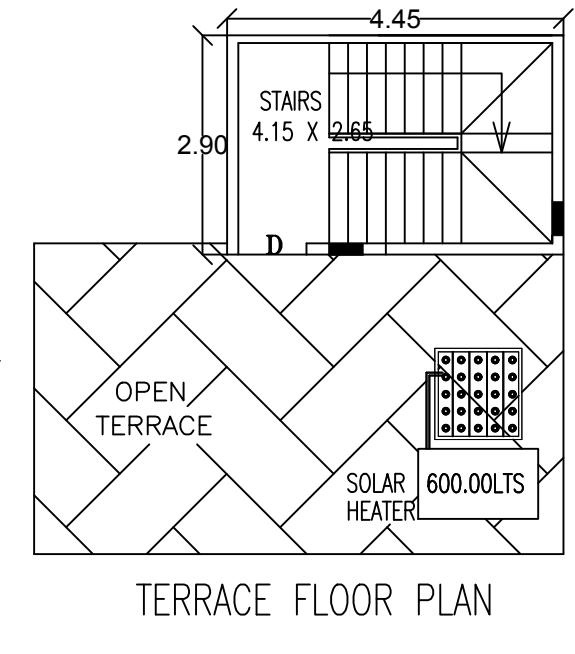 4.45
STAIRS
4.15 X 2.65
2.90
D
OPEN
TERRACE
SOLAR
HEATER
600.00LTS
TERRACE FLOOR PLAN